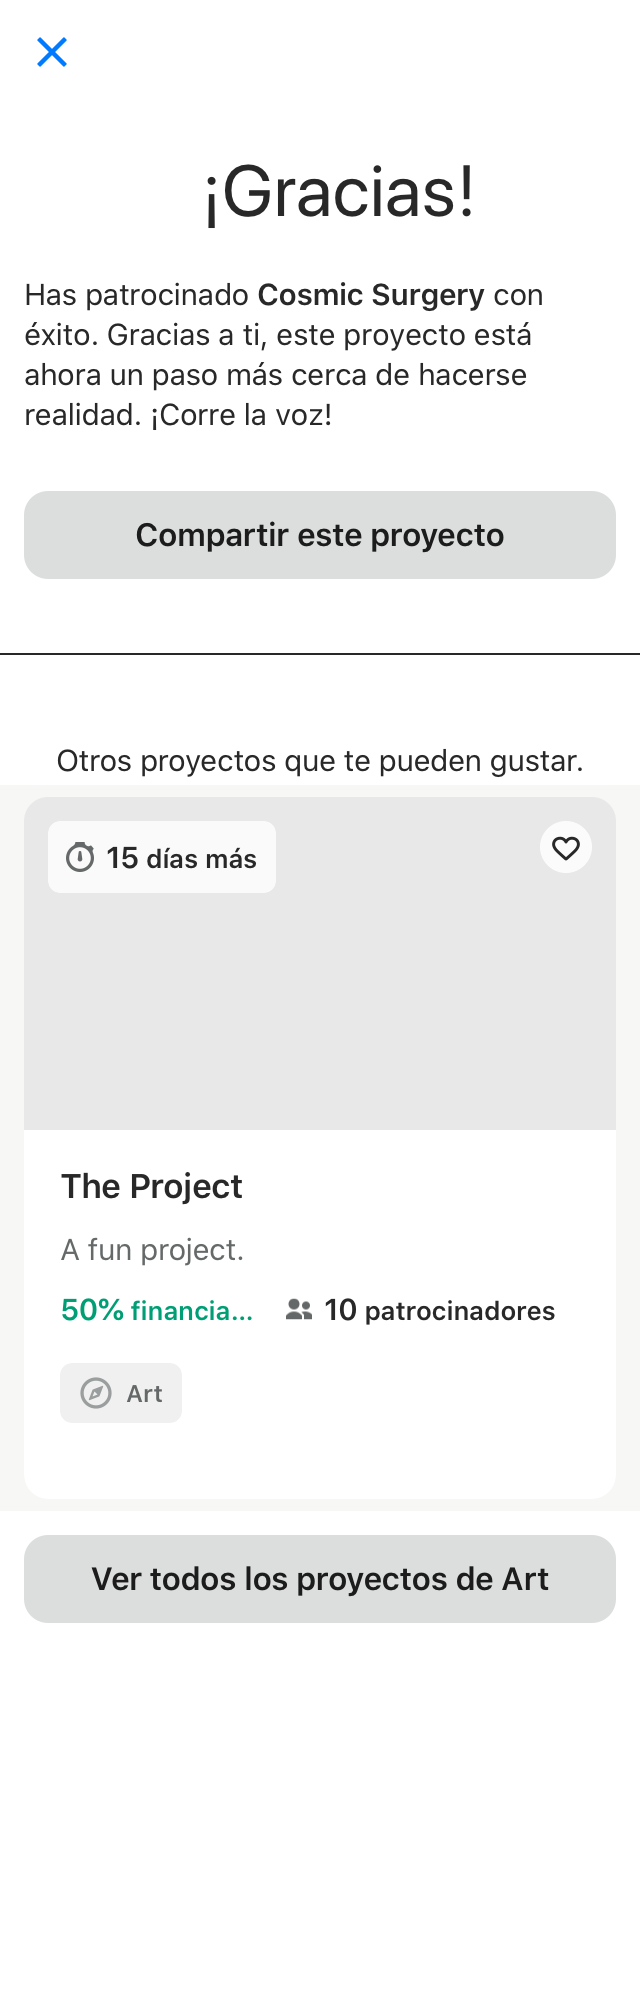 ¡Gracias!
Has patrocinado Cosmic Surgery con
éxito. Gracias a ti, este proyecto está
ahora un paso más cerca de hacerse
realidad. ¡Corre la voz!
Compartir este proyecto
Otros proyectos que te pueden gustar.
15 días más
The Project
A fun project.
50% financia... 10 patrocinadores
Art
Ver todos los proyectos de Art